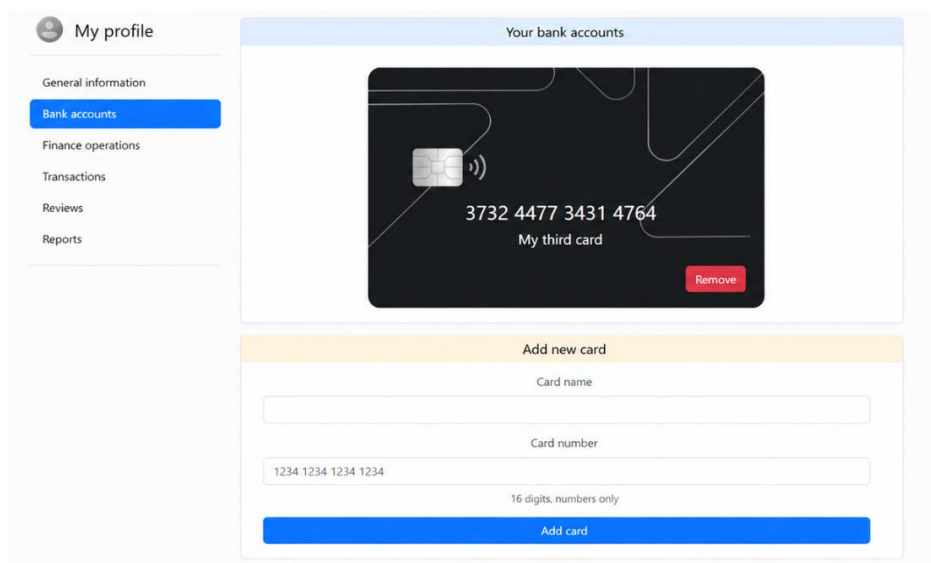 My profile
General information
Bank accounts
Finance operations
Transactions
Reviews
Reports
Your bank accounts
3732 4477 3431 4764
My third card
Remove
Add new card
Card name
Card number
1234 1234 1234 1234
16 digits, numbers only
Add card